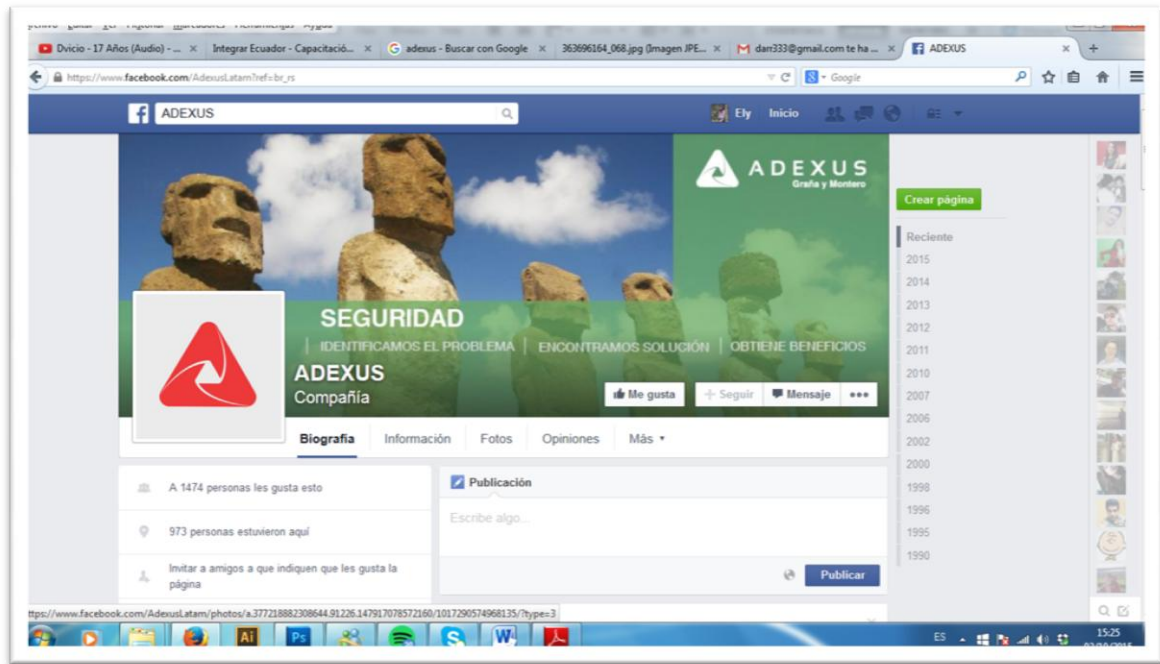 Dvicio - 17 Años (Audio) - ... × Integrar Ecuador - Capacitació... × adexus - Buscar con Google × 363696164_068.jpg (Imagen JPE... × darr333@gmail.com te ha ... × ADEXUS × +
https://www.facebook.com/AdexusLatam?ref=br_rs Google
ADEXUS Ely Inicio
ADEXUS
Graña y Montero
Crear página
Reciente
2015
2014
2013
2012
2011
2010
2007
2006
2002
2000
1998
1996
1995
1990
SEGURIDAD
IDENTIFICAMOS EL PROBLEMA | ENCONTRAMOS SOLUCIÓN | OBTIENE BENEFICIOS
ADEXUS
Compañía
Me gusta + Seguir Mensaje •••
Biografía Información Fotos Opiniones Más
A 1474 personas les gusta esto
973 personas estuvieron aquí
Invitar a amigos a que indiquen que les gusta la
página
Publicación
Escribe algo...
Publicar
ttps://www.facebook.com/AdexusLatam/photos/a.377218882308644.91226.147917078572160/1017290574968135/?type=3
Ai Ps S W ES 15:25